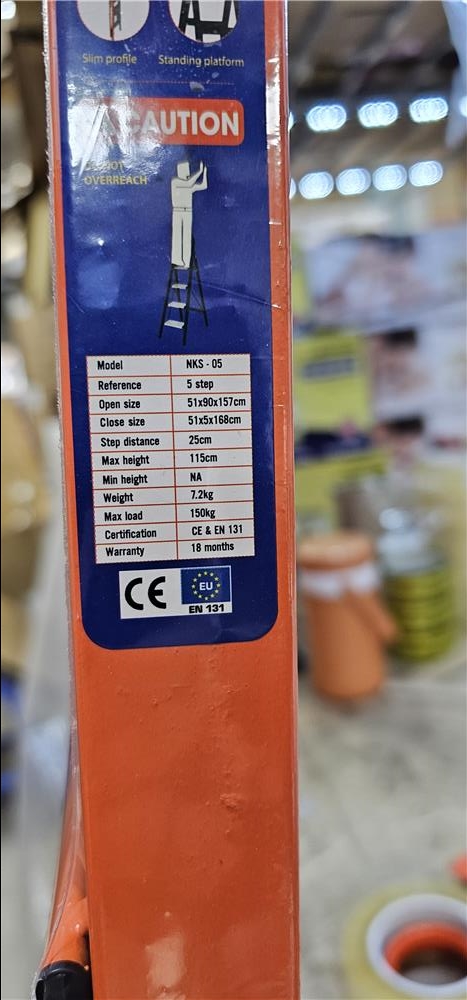 Slim profile Standing platform
CAUTION
OVERREACH
Model NKS - 05
Reference 5 step
Open size 51x90x157cm
Close size 51x5x168cm
Step distance 25cm
Max height 115cm
Min height NA
Weight 7.2kg
Max load 150kg
Certification CE & EN 131
Warranty 18 months
CE EU
EN 131